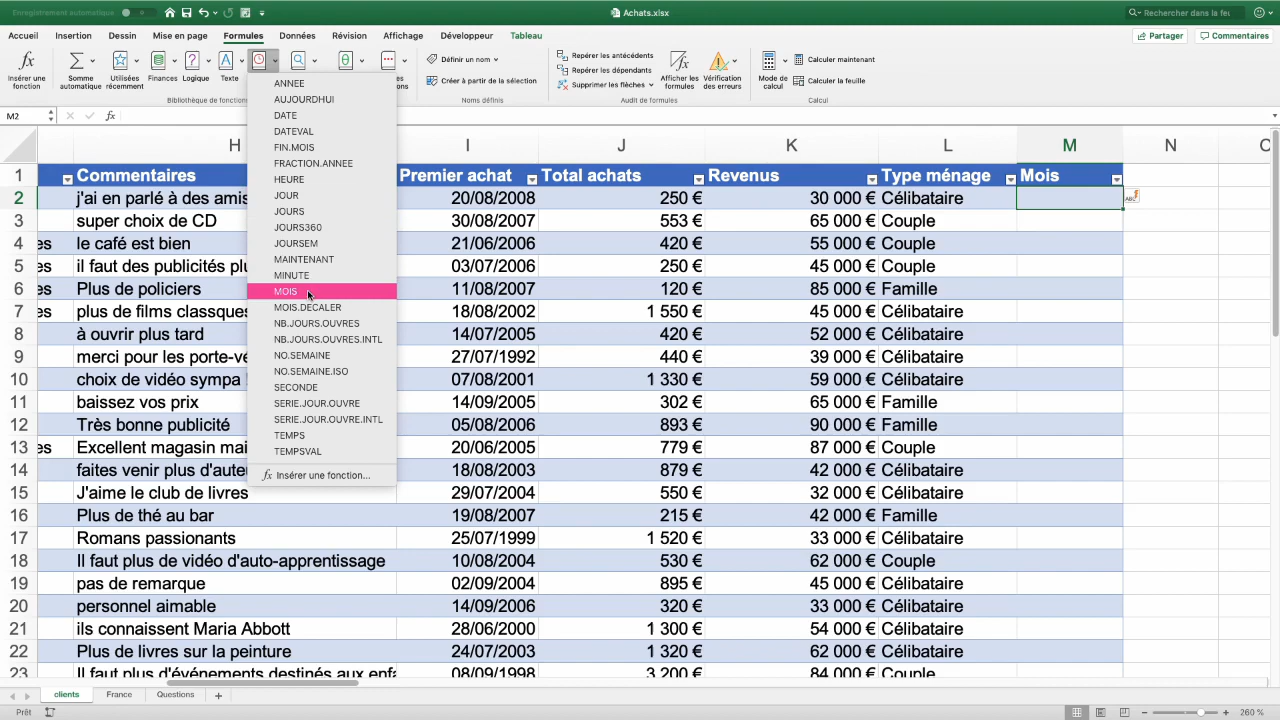 Enregistrement automatique
Achats.xlsx
Rechercher dans la feu
Accueil Insertion Dessin Mise en page Formules Données Révision Affichage Développeur Tableau
Partager Commentaires
Insérer une fonction
Somme automatique
Utilisées récemment
Finances
Logique
Texte
Bibliothèque de fonctio
Définir un nom
Créer à partir de la sélection
Noms définis
Repérer les antécédents
Repérer les dépendants
Supprimer les flèches
Afficher les formules
Vérification des erreurs
Audit de formules
Mode de calcul
Calculer maintenant
Calculer la feuille
Calcul
M2 fx
ANNEE
AUJOURDHUI
DATE
DATEVAL
FIN.MOIS
FRACTION.ANNEE
HEURE
JOUR
JOURS
JOURS360
JOURSEM
MAINTENANT
MINUTE
MOIS
MOIS.DECALER
NB.JOURS.OUVRES
NB.JOURS.OUVRES.INTL
NO.SEMAINE
NO.SEMAINE.ISO
SECONDE
SERIE.JOUR.OUVRE
SERIE.JOUR.OUVRE.INTL
TEMPS
TEMPSVAL
fx Insérer une fonction...
H I J K L M N O
1 Commentaires Premier achat Total achats Revenus Type ménage Mois
2 j'ai en parlé à des amis 20/08/2008 250 € 30 000 € Célibataire
3 super choix de CD 30/08/2007 553 € 65 000 € Couple
4 es le café est bien 21/06/2006 420 € 55 000 € Couple
5 es il faut des publicités plu 03/07/2006 250 € 45 000 € Couple
6 es Plus de policiers 11/08/2007 120 € 85 000 € Famille
7 es plus de films classques 18/08/2002 1 550 € 45 000 € Couple
8 à ouvrir plus tard 14/07/2005 420 € 52 000 € Couple
9 merci pour les porte-vé 27/07/1992 440 € 39 000 € Célibataire
10 choix de vidéo sympa ! 07/08/2001 1 330 € 59 000 € Célibataire
11 baissez vos prix 14/09/2005 302 € 65 000 € Famille
12 Très bonne publicité 05/08/2006 893 € 90 000 € Famille
13 es Excellent magasin mai 20/06/2005 779 € 87 000 € Couple
14 faites venir plus d'auteu 18/08/2003 879 € 42 000 € Célibataire
15 J'aime le club de livres 29/07/2004 550 € 32 000 € Célibataire
16 Plus de thé au bar 19/08/2007 215 € 42 000 € Famille
17 Romans passionants 25/07/1999 1 520 € 33 000 € Célibataire
18 Il faut plus de vidéo d'auto-apprentissage 10/08/2004 530 € 62 000 € Couple
19 pas de remarque 02/09/2004 895 € 45 000 € Célibataire
20 personnel aimable 14/09/2006 320 € 33 000 € Célibataire
21 ils connaissent Maria Abbott 28/06/2000 1 300 € 54 000 € Célibataire
22 Plus de livres sur la peinture 24/07/2003 1 320 € 62 000 € Célibataire
23 Il faut plus d'événements destinés aux enfa 08/09/1998 3 200 € 84 000 € Couple
clients France Questions
Prêt 260 %